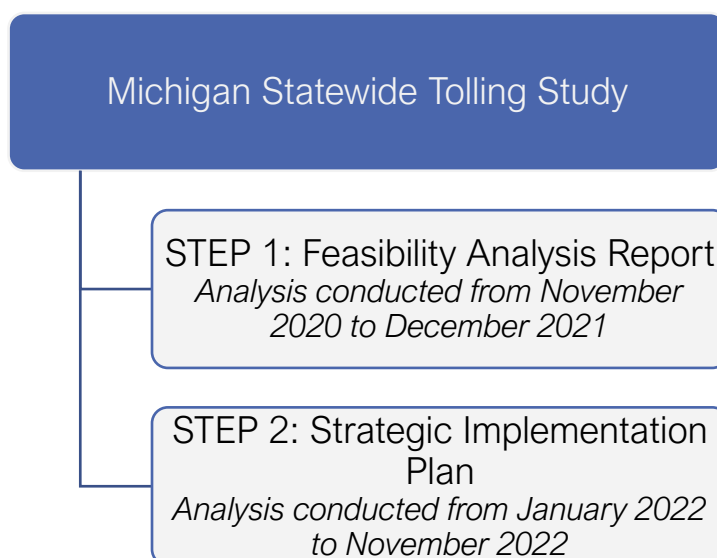 Michigan Statewide Tolling Study
STEP 1: Feasibility Analysis Report
Analysis conducted from November
2020 to December 2021
STEP 2: Strategic Implementation
Plan
Analysis conducted from January 2022
to November 2022